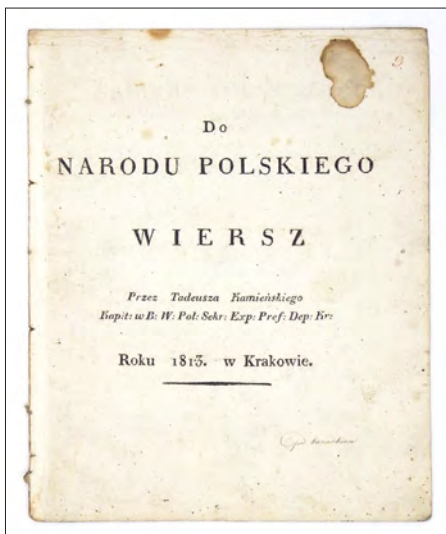 Do
NARODU POLSKIEGO
WIERSZ
Przez Tadeusza Kamieńskiego
Kapit: w B: W: Pol: Sekr: Exp: Pref: Dep: Kr:
Roku 1813. w Krakowie.